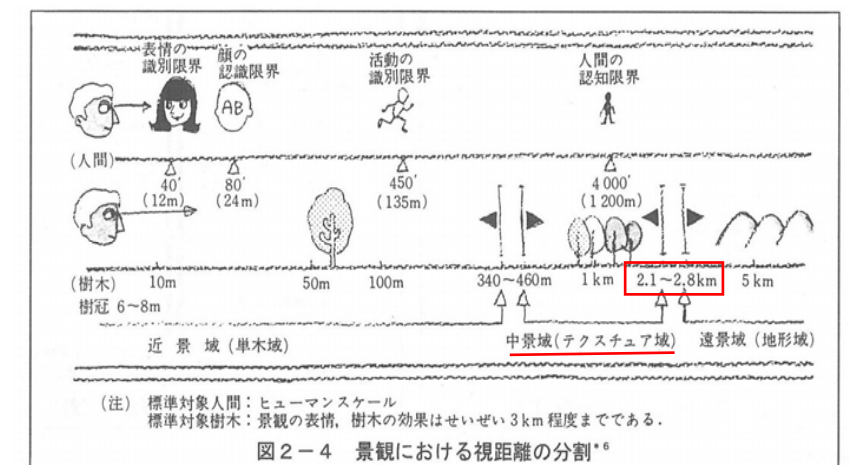 表情の
識別限界
顔の
認識限界
活動の
識別限界
人間の
認知限界
AB
(人間)
40′
(12m)
80′
(24m)
450′
(135m)
4 000′
(1 200m)
(樹木)
樹冠 6～8m
10m
50m
100m
340～460m
1km
2.1～2.8km
5km
近景域(単木域)
中景域(テクスチュア域)
遠景域(地形域)
(注) 標準対象人間：ヒューマンスケール
標準対象樹木：景観の表情，樹木の効果はせいぜい3km程度までである．
図２－４ 景観における視距離の分割*6